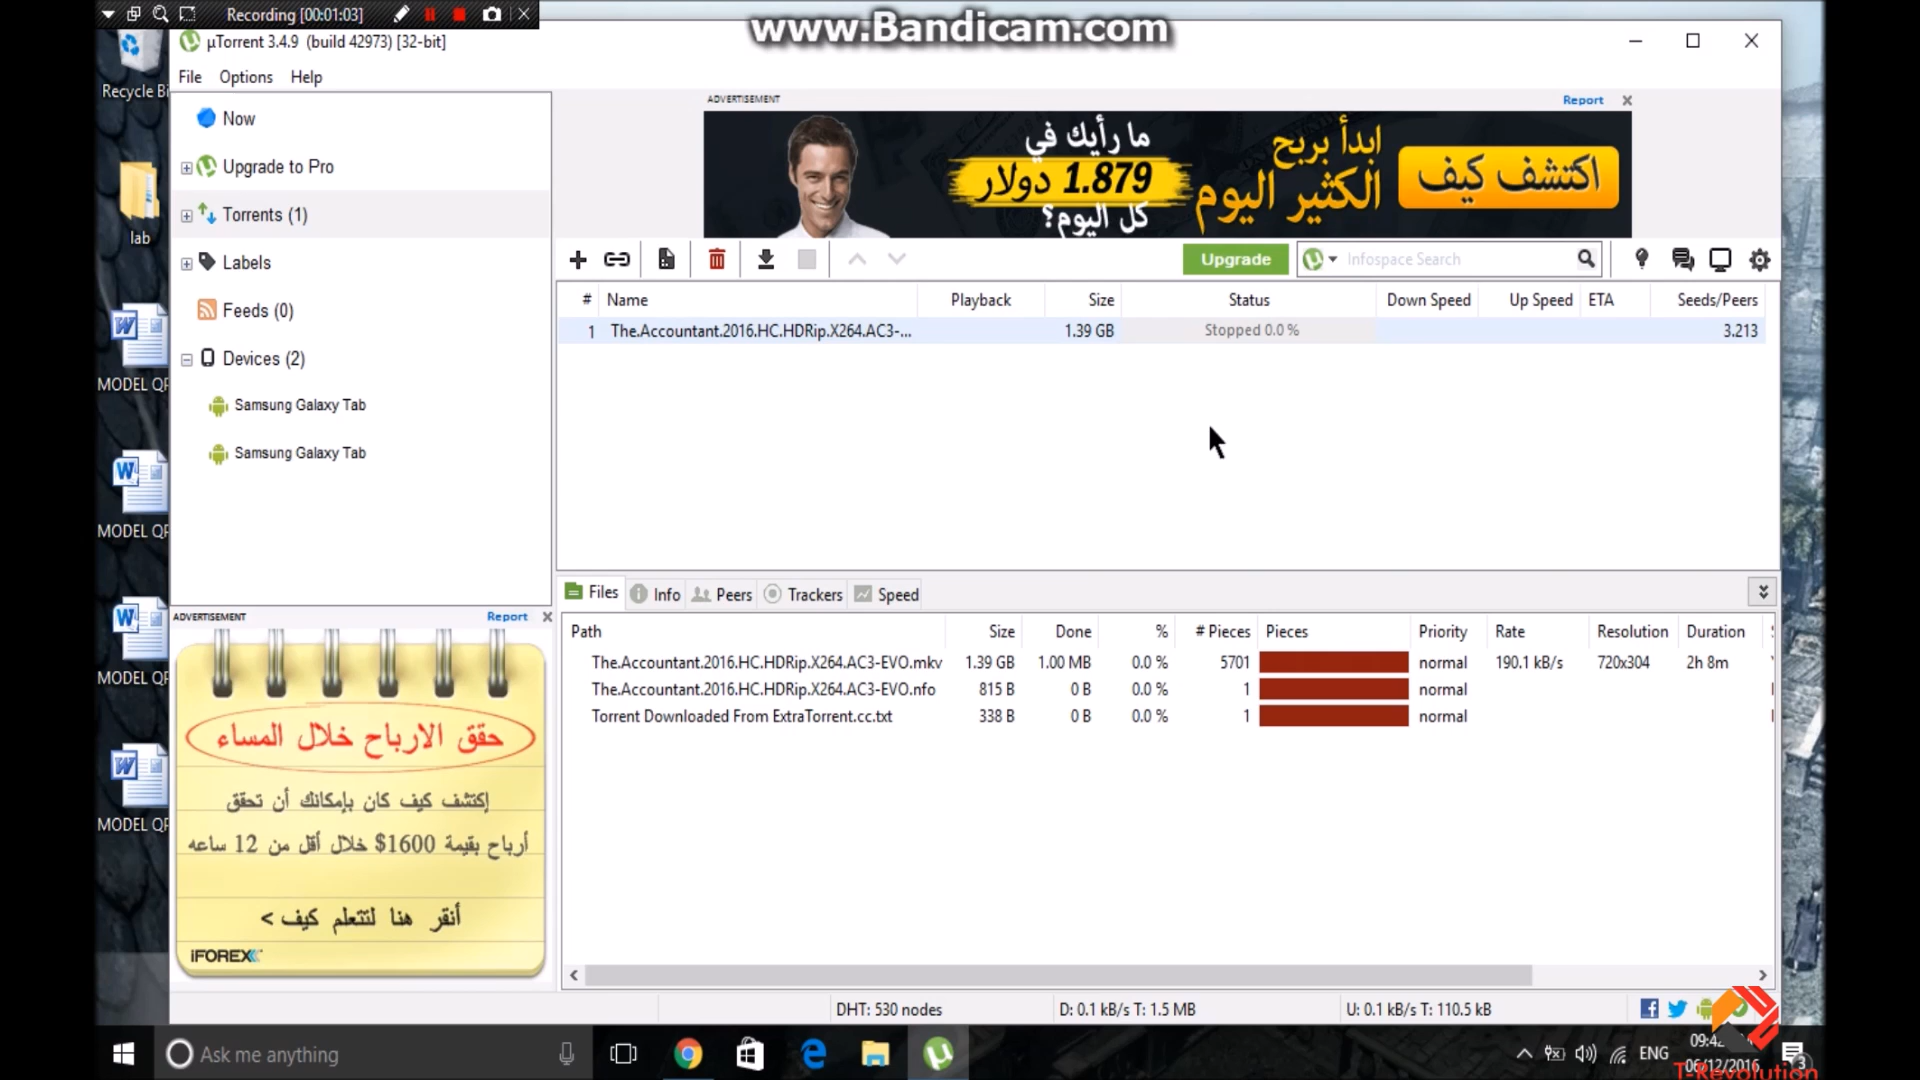 Recording [00:01:03]
www.Bandicam.com
µTorrent 3.4.9 (build 42973) [32-bit]
File Options Help
Recycle Bi
lab
MODEL QP
MODEL QP
MODEL QP
MODEL QP
Now
Upgrade to Pro
Torrents (1)
Labels
Feeds (0)
Devices (2)
Samsung Galaxy Tab
Samsung Galaxy Tab
ADVERTISEMENT Report
ما رأيك في
1.879 دولار
كل اليوم؟
ابدأ بربح
الكثير اليوم
اكتشف كيف
Upgrade
Infospace Search
# Name Playback Size Status Down Speed Up Speed ETA Seeds/Peers
1 The.Accountant.2016.HC.HDRip.X264.AC3-... 1.39 GB Stopped 0.0 % 3.213
Files Info Peers Trackers Speed
Path Size Done % # Pieces Pieces Priority Rate Resolution Duration
The.Accountant.2016.HC.HDRip.X264.AC3-EVO.mkv 1.39 GB 1.00 MB 0.0 % 5701 normal 190.1 kB/s 720x304 2h 8m
The.Accountant.2016.HC.HDRip.X264.AC3-EVO.nfo 815 B 0 B 0.0 % 1 normal
Torrent Downloaded From ExtraTorrent.cc.txt 338 B 0 B 0.0 % 1 normal
ADVERTISEMENT Report
حقق الارباح خلال المساء
إكتشف كيف كان بإمكانك أن تحقق
أرباح بقيمة 1600$ خلال أقل من 12 ساعه
أنقر هنا لتتعلم كيف >
iFOREX
DHT: 530 nodes D: 0.1 kB/s T: 1.5 MB U: 0.1 kB/s T: 110.5 kB
Ask me anything
ENG
06/12/2016
3
T-Revolution